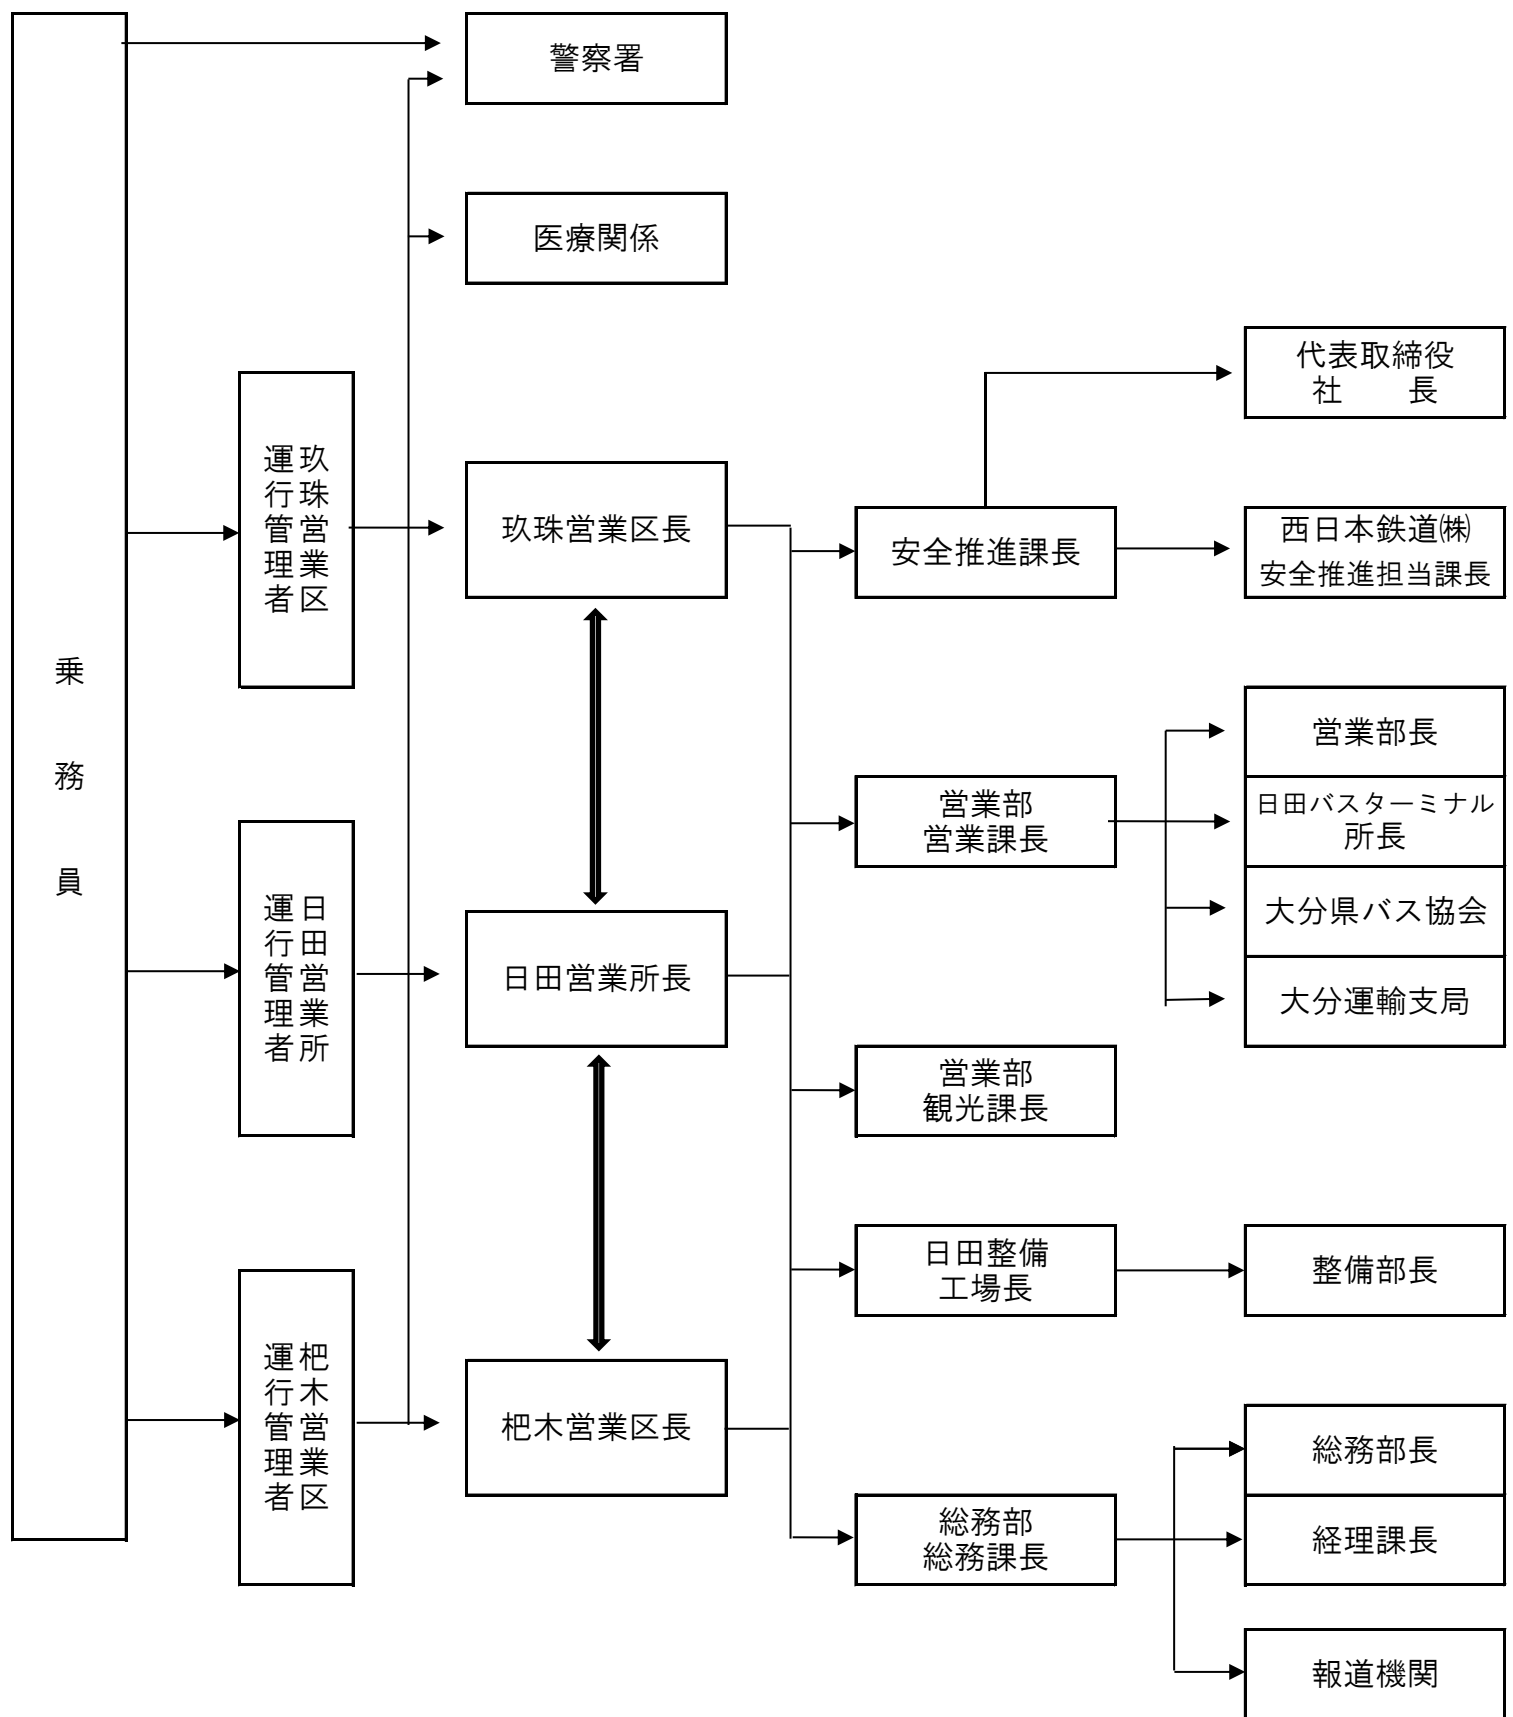 乗務員
警察署
医療関係
玖珠営業区
運行管理者
日田営業所
運行管理者
杷木営業区
運行管理者
玖珠営業区長
日田営業所長
杷木営業区長
安全推進課長
営業部
営業課長
営業部
観光課長
日田整備
工場長
総務部
総務課長
代表取締役
社　　長
西日本鉄道㈱
安全推進担当課長
営業部長
日田バスターミナル
所長
大分県バス協会
大分運輸支局
整備部長
総務部長
経理課長
報道機関